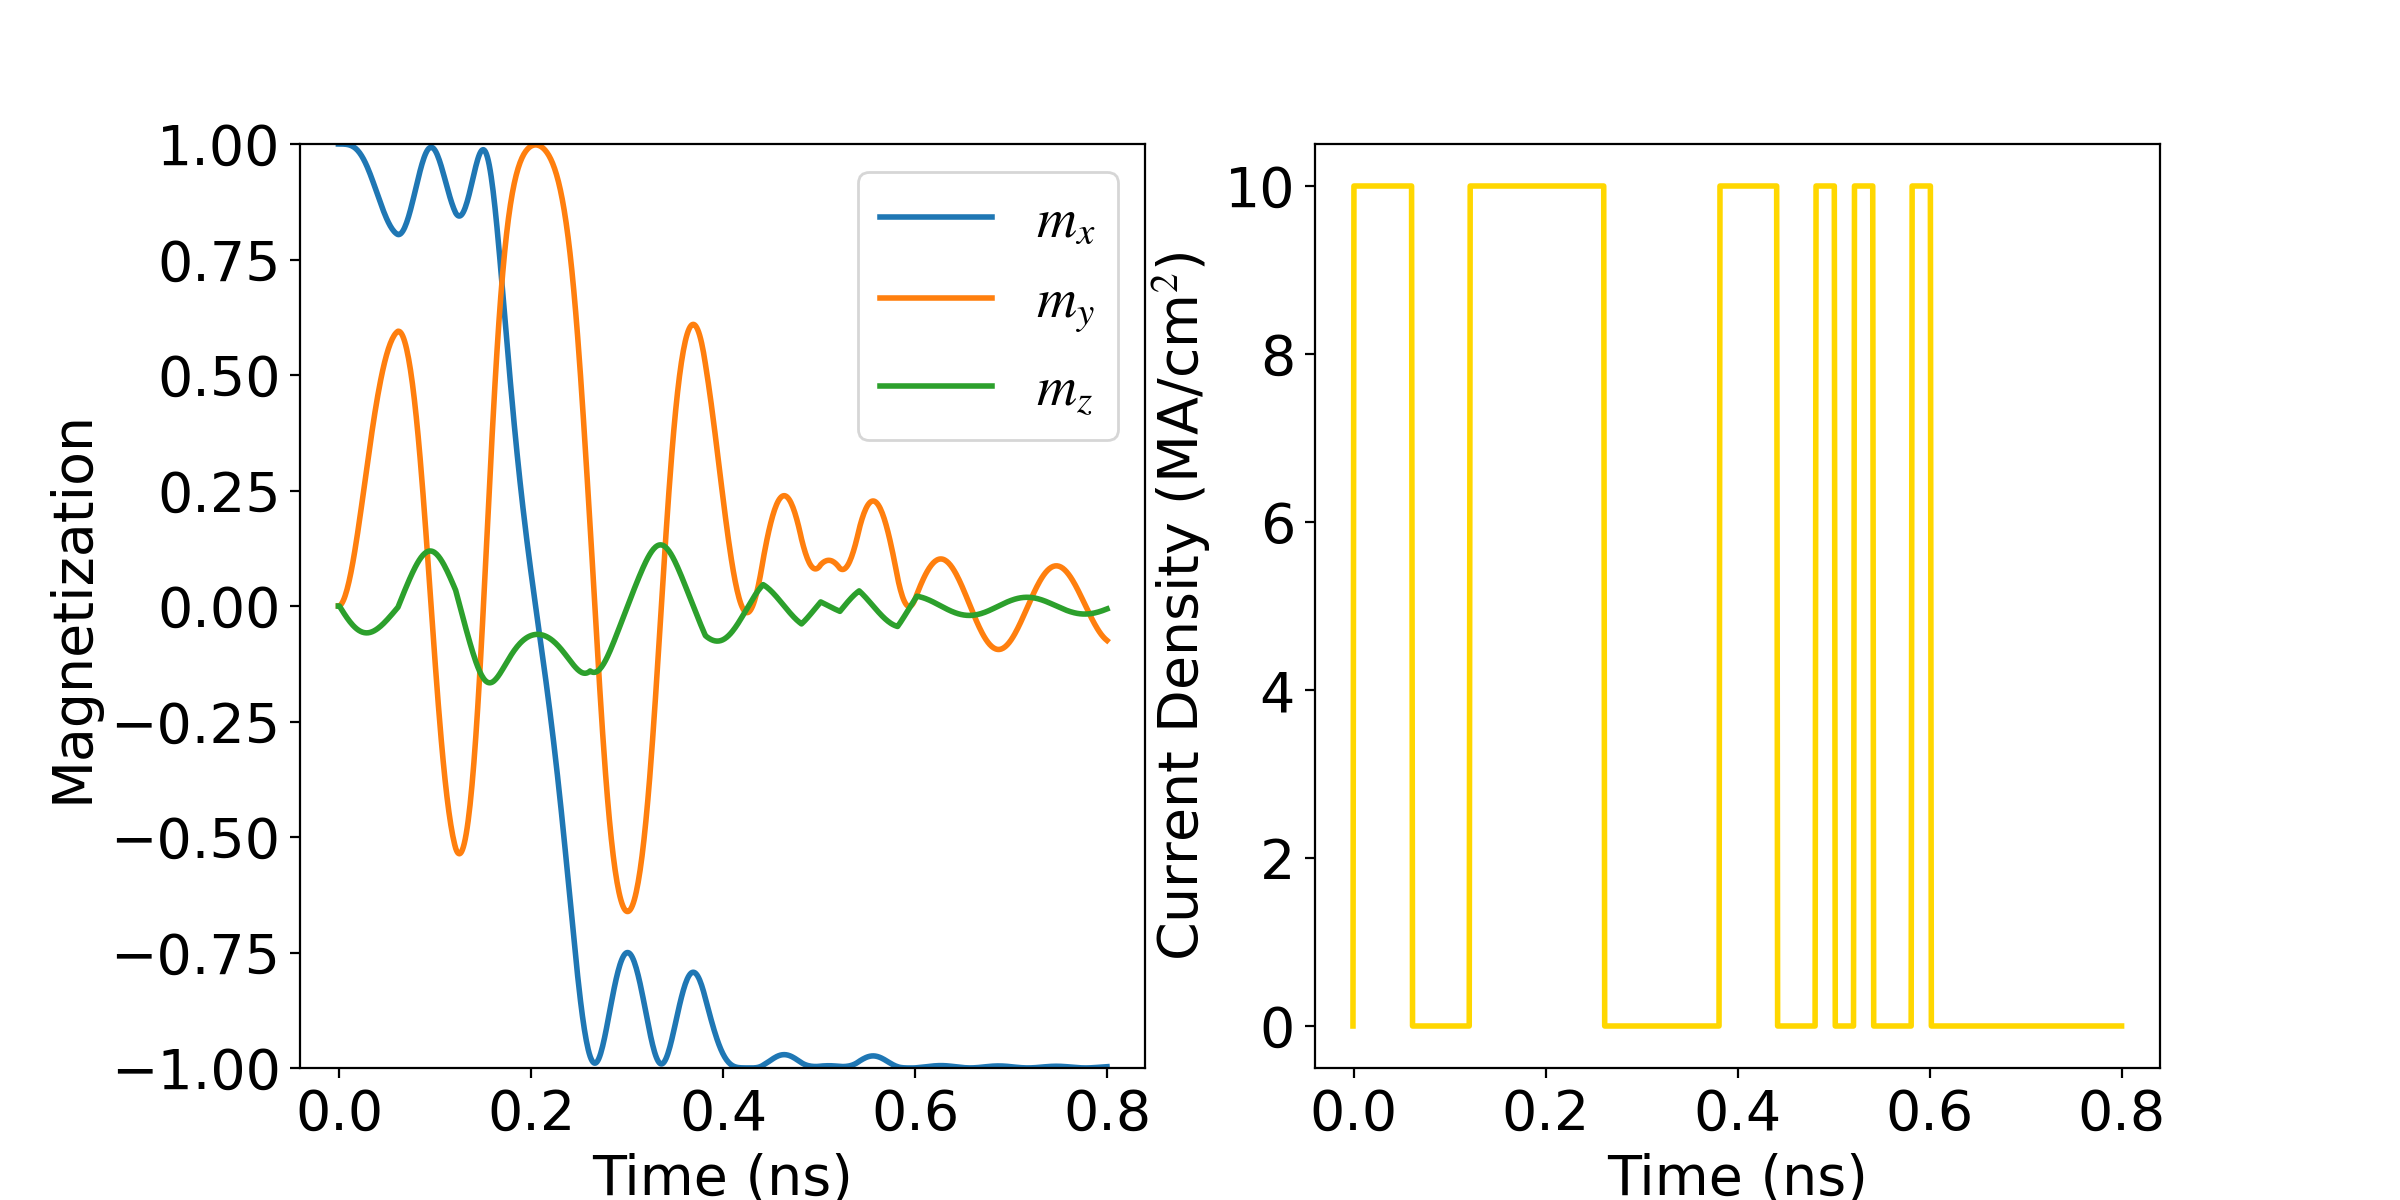 Magnetization
1.00
0.75
0.50
0.25
0.00
−0.25
−0.50
−0.75
−1.00
0.0 0.2 0.4 0.6 0.8
Time (ns)
m_x
m_y
m_z
Current Density (MA/cm²)
10
8
6
4
2
0
0.0 0.2 0.4 0.6 0.8
Time (ns)